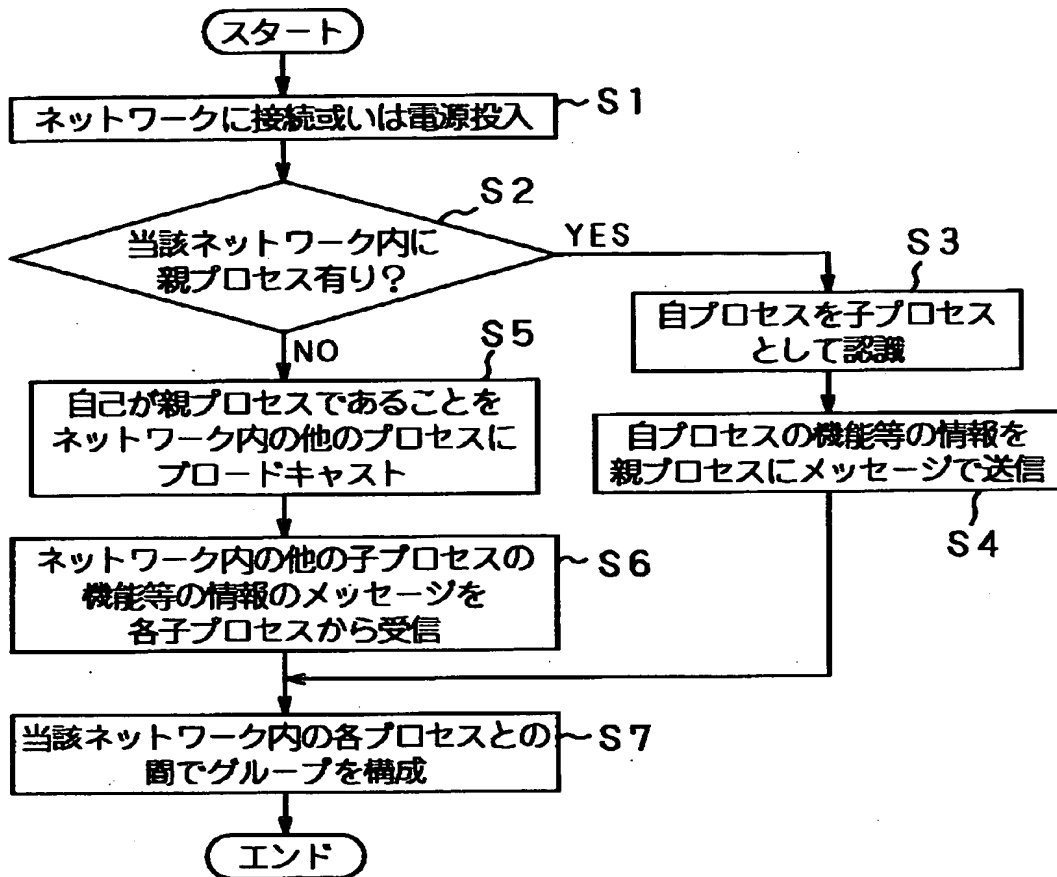 スタート
ネットワークに接続或いは電源投入
S1
S2
当該ネットワーク内に
親プロセス有り?
YES
NO
S3
自プロセスを子プロセス
として認識
自プロセスの機能等の情報を
親プロセスにメッセージで送信
S4
S5
自己が親プロセスであることを
ネットワーク内の他のプロセスに
ブロードキャスト
ネットワーク内の他の子プロセスの
機能等の情報のメッセージを
各子プロセスから受信
S6
当該ネットワーク内の各プロセスとの
間でグループを構成
S7
エンド